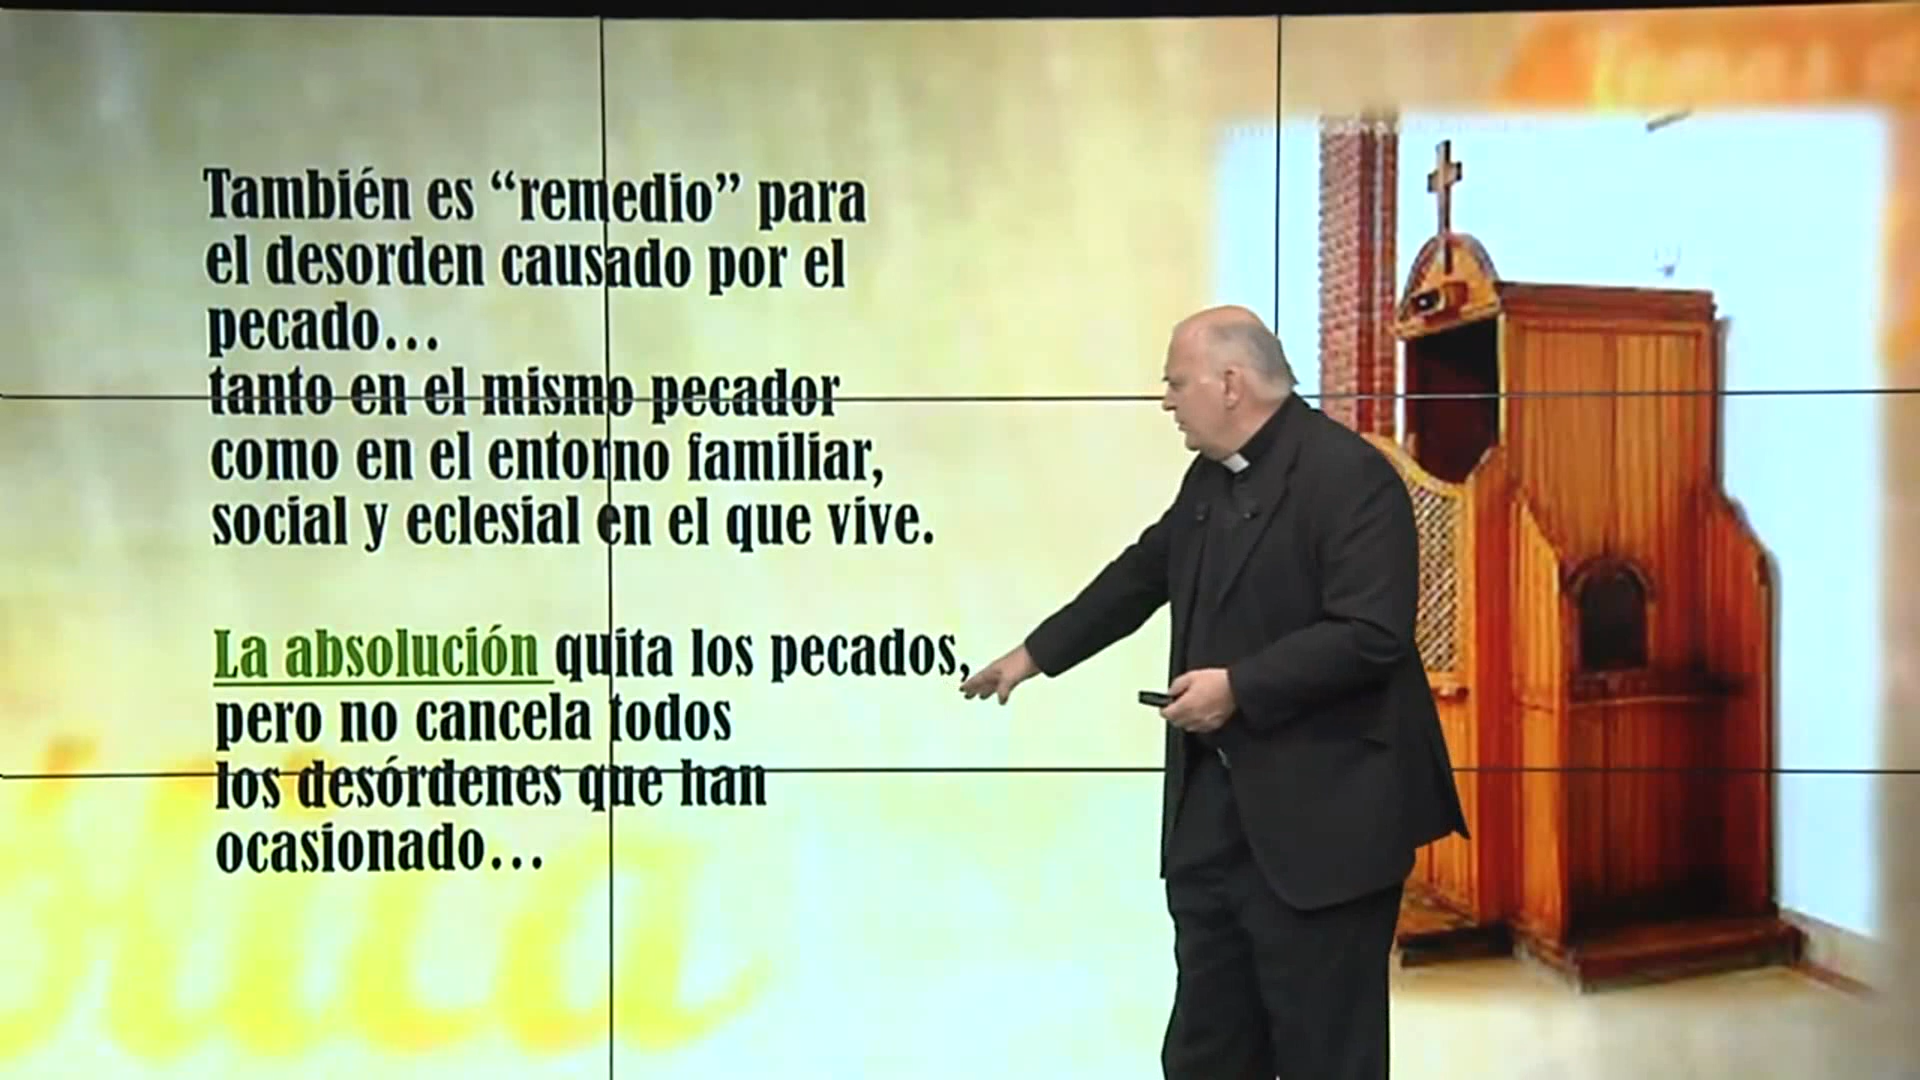 También es “remedio” para
el desorden causado por el
pecado...
tanto en el mismo pecador
como en el entorno familiar,
social y eclesial en el que vive.
La absolución quita los pecados,
pero no cancela todos
los desórdenes que han
ocasionado...